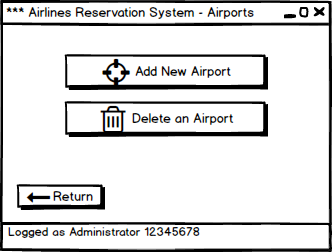 *** Airlines Reservation System - Airports
Add New Airport
Delete an Airport
Return
Logged as Administrator 12345678